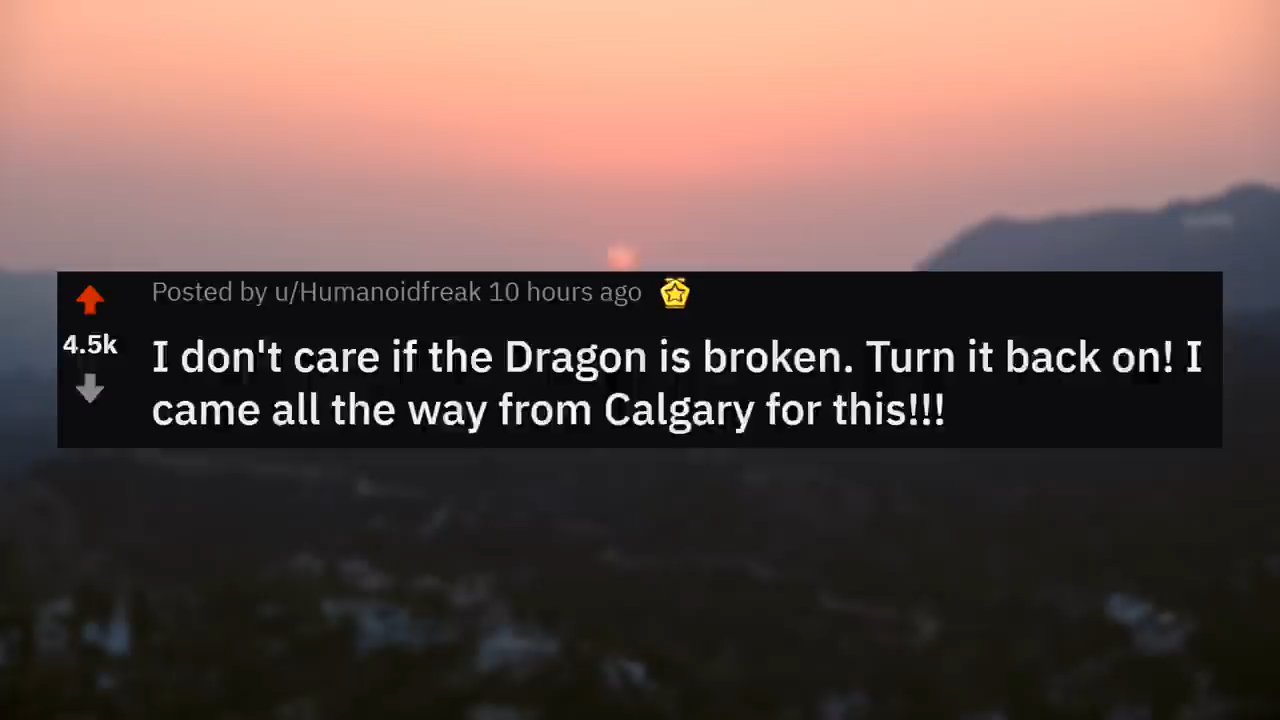 Posted by u/Humanoidfreak 10 hours ago
4.5k
I don't care if the Dragon is broken. Turn it back on! I
came all the way from Calgary for this!!!